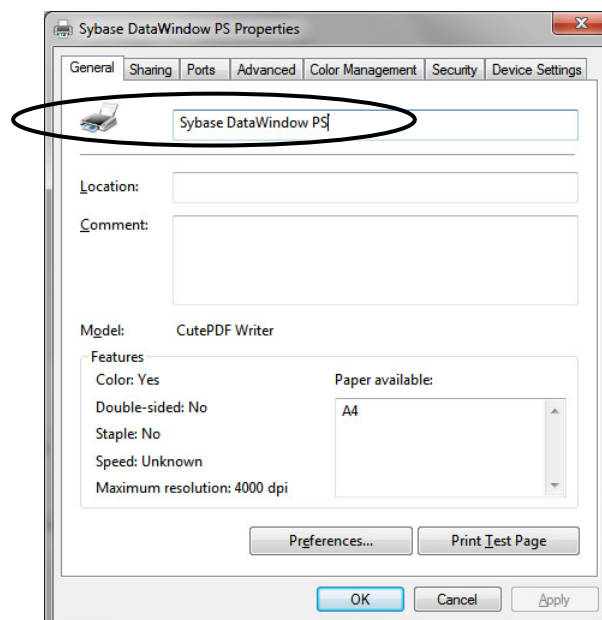 Sybase DataWindow PS Properties
General Sharing Ports Advanced Color Management Security Device Settings
Sybase DataWindow PS
Location:
Comment:
Model: CutePDF Writer
Features
Color: Yes Paper available:
Double-sided: No A4
Staple: No
Speed: Unknown
Maximum resolution: 4000 dpi
Preferences... Print Test Page
OK Cancel Apply